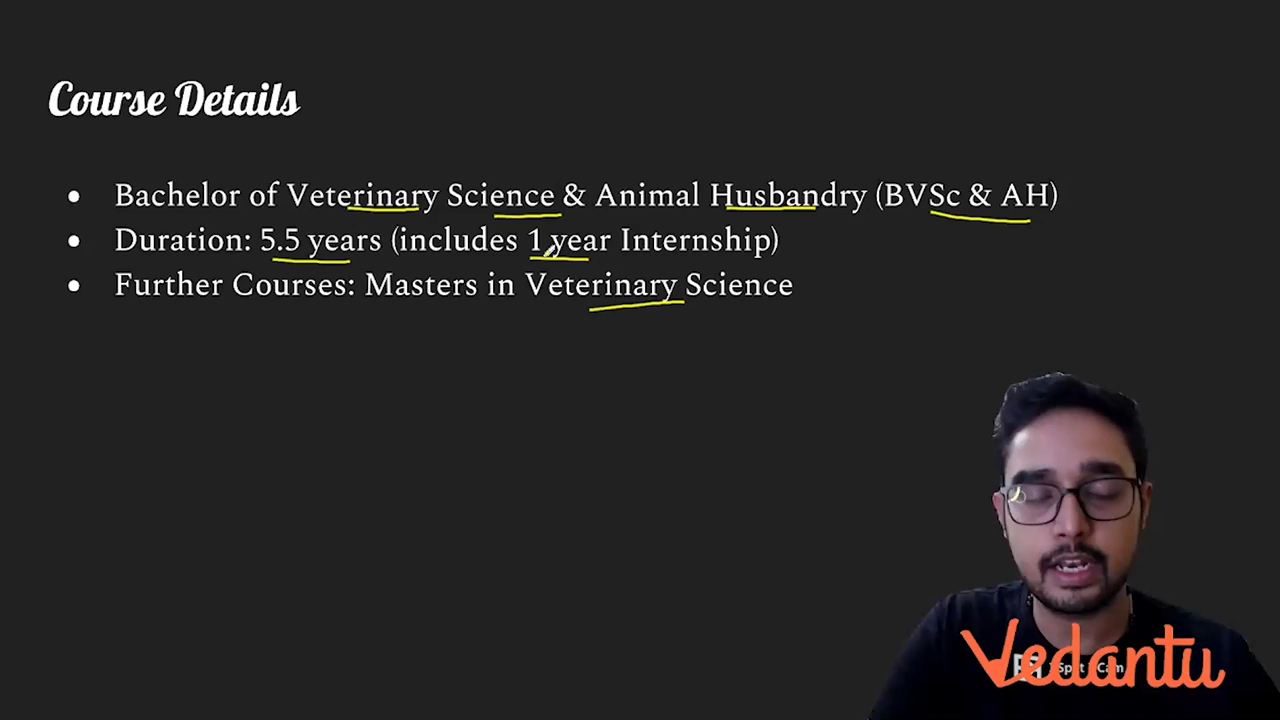 Course Details
• Bachelor of Veterinary Science & Animal Husbandry (BVSc & AH)
• Duration: 5.5 years (includes 1 year Internship)
• Further Courses: Masters in Veterinary Science
Vedantu